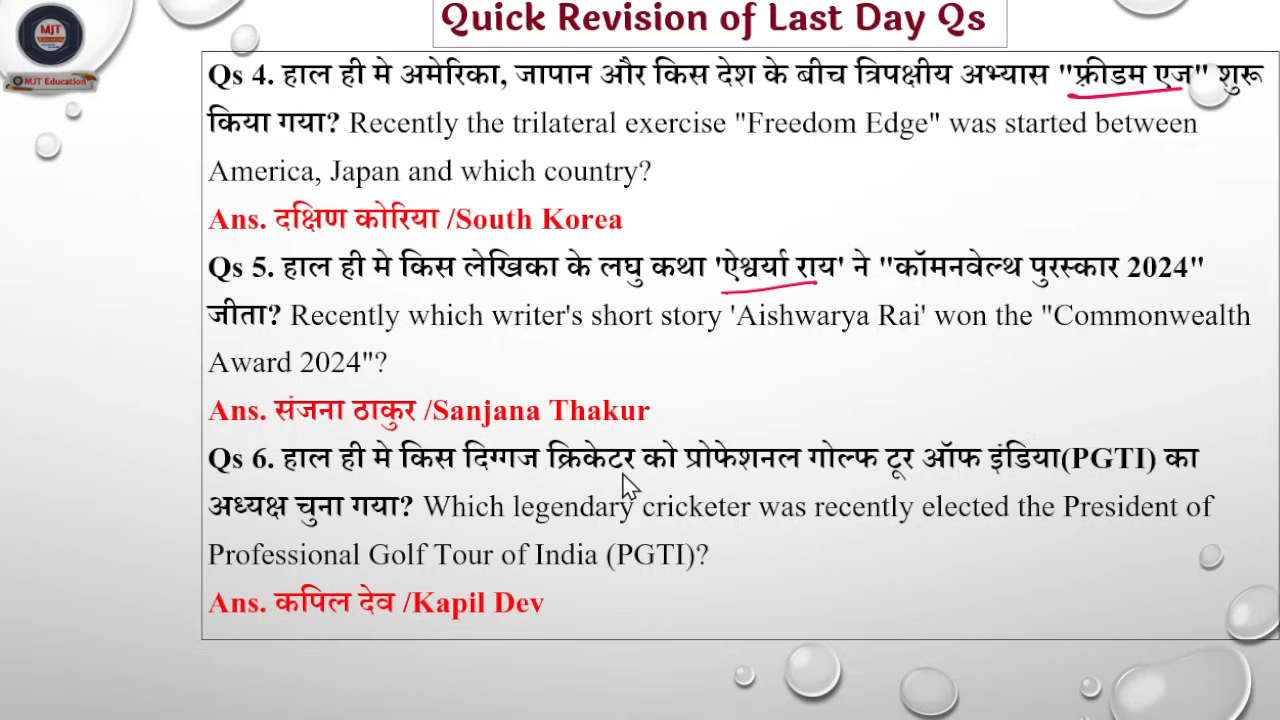 Quick Revision of Last Day Qs
MJT
EDUCATION
MJT Education
Qs 4. हाल ही मे अमेरिका, जापान और किस देश के बीच त्रिपक्षीय अभ्यास "फ़्रीडम एज" शुरू
किया गया? Recently the trilateral exercise "Freedom Edge" was started between
America, Japan and which country?
Ans. दक्षिण कोरिया /South Korea
Qs 5. हाल ही मे किस लेखिका के लघु कथा 'ऐश्वर्या राय' ने "कॉमनवेल्थ पुरस्कार 2024"
जीता? Recently which writer's short story 'Aishwarya Rai' won the "Commonwealth
Award 2024"?
Ans. संजना ठाकुर /Sanjana Thakur
Qs 6. हाल ही मे किस दिग्गज क्रिकेटर को प्रोफेशनल गोल्फ टूर ऑफ इंडिया(PGTI) का
अध्यक्ष चुना गया? Which legendary cricketer was recently elected the President of
Professional Golf Tour of India (PGTI)?
Ans. कपिल देव /Kapil Dev